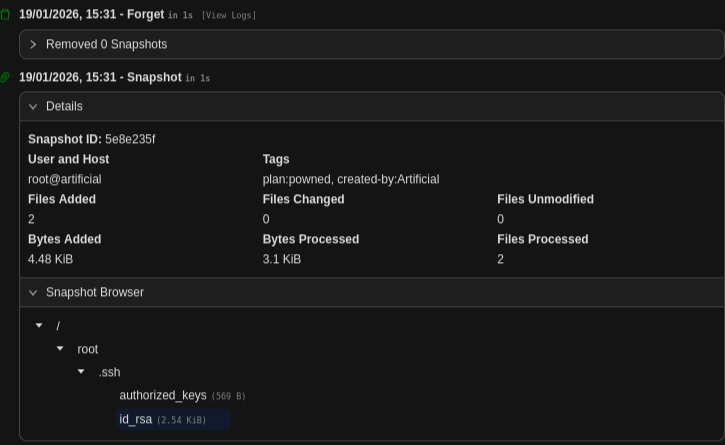 19/01/2026, 15:31 - Forget in 1s [View Logs]
Removed 0 Snapshots
19/01/2026, 15:31 - Snapshot in 1s
Details
Snapshot ID: 5e8e235f
User and Host Tags
root@artificial plan:powned, created-by:Artificial
Files Added Files Changed Files Unmodified
2 0 0
Bytes Added Bytes Processed Files Processed
4.48 KiB 3.1 KiB 2
Snapshot Browser
/
root
.ssh
authorized_keys (569 B)
id_rsa (2.54 KiB)